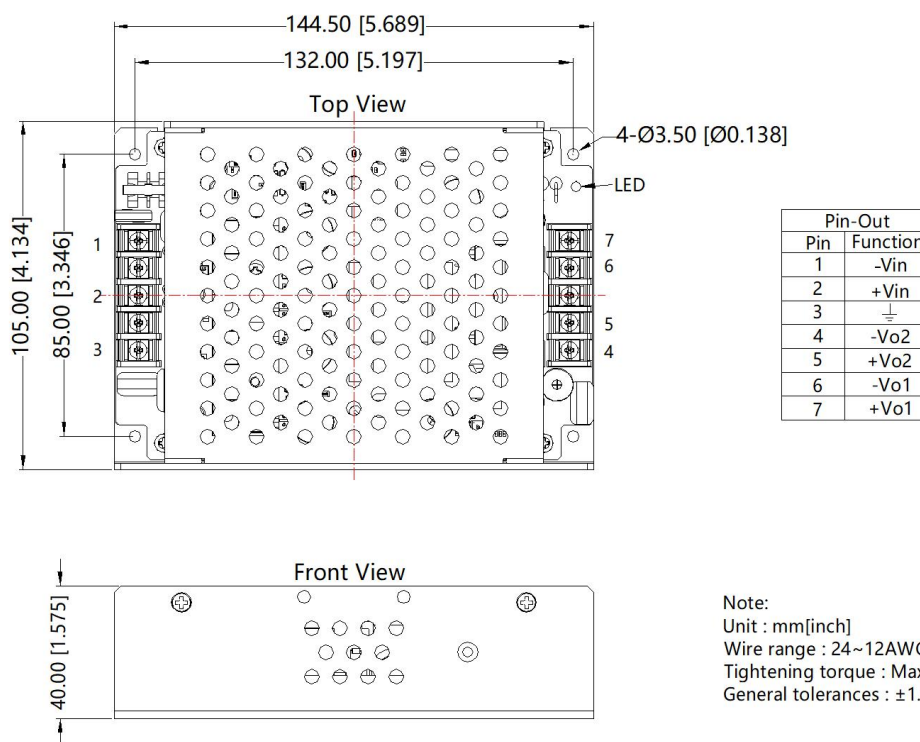 144.50 [5.689]
132.00 [5.197]
Top View
4-Ø3.50 [Ø0.138]
LED
105.00 [4.134]
85.00 [3.346]
1
2
3
7
6
5
4
Pin-Out
Pin Function
1 -Vin
2 +Vin
3
4 -Vo2
5 +Vo2
6 -Vo1
7 +Vo1
Front View
40.00 [1.575]
Note:
Unit : mm[inch]
Wire range : 24~12AWG
Tightening torque : Max
General tolerances : ±1.